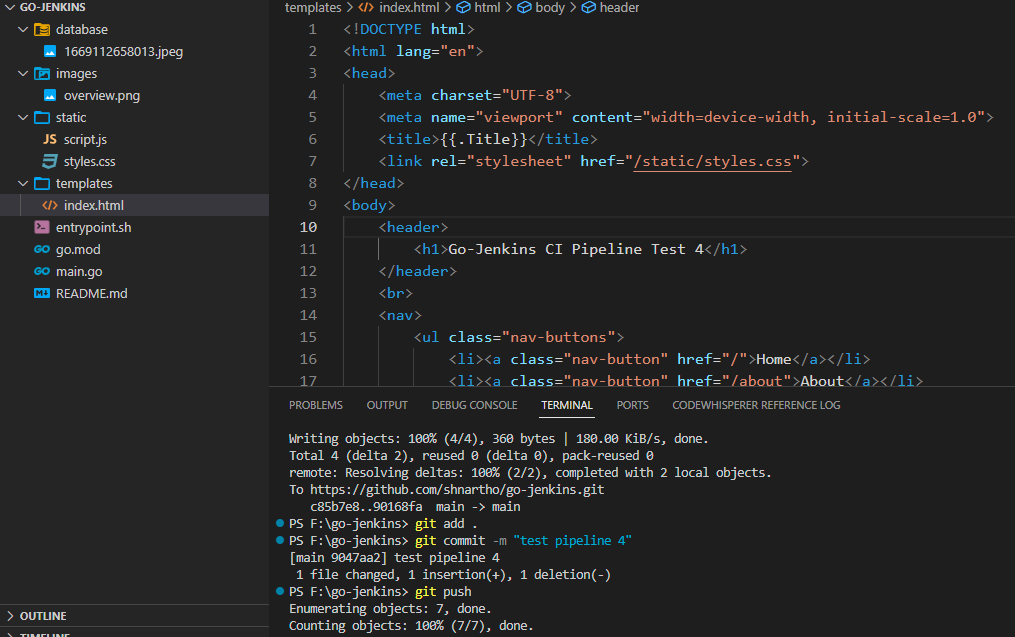 GO-JENKINS
database
1669112658013.jpeg
images
overview.png
static
JS script.js
styles.css
templates
<> index.html
entrypoint.sh
GO go.mod
GO main.go
README.md
OUTLINE
TIMELINE
templates > <> index.html > html > body > header
1 <!DOCTYPE html>
2 <html lang="en">
3 <head>
4 <meta charset="UTF-8">
5 <meta name="viewport" content="width=device-width, initial-scale=1.0">
6 <title>{{.Title}}</title>
7 <link rel="stylesheet" href="/static/styles.css">
8 </head>
9 <body>
10 <header>
11 <h1>Go-Jenkins CI Pipeline Test 4</h1>
12 </header>
13 <br>
14 <nav>
15 <ul class="nav-buttons">
16 <li><a class="nav-button" href="/">Home</a></li>
17 <li><a class="nav-button" href="/about">About</a></li>
PROBLEMS OUTPUT DEBUG CONSOLE TERMINAL PORTS CODEWHISPERER REFERENCE LOG
Writing objects: 100% (4/4), 360 bytes | 180.00 KiB/s, done.
Total 4 (delta 2), reused 0 (delta 0), pack-reused 0
remote: Resolving deltas: 100% (2/2), completed with 2 local objects.
To https://github.com/shnartho/go-jenkins.git
c85b7e8..90168fa main -> main
PS F:\go-jenkins> git add .
PS F:\go-jenkins> git commit -m "test pipeline 4"
[main 9047aa2] test pipeline 4
1 file changed, 1 insertion(+), 1 deletion(-)
PS F:\go-jenkins> git push
Enumerating objects: 7, done.
Counting objects: 100% (7/7), done.